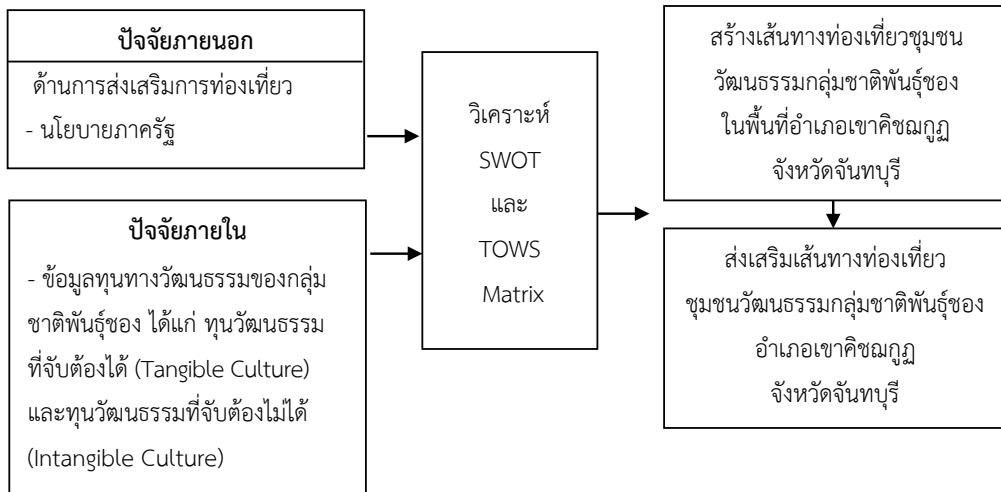 ปัจจัยภายนอก
ด้านการส่งเสริมการท่องเที่ยว
- นโยบายภาครัฐ
ปัจจัยภายใน
- ข้อมูลทุนทางวัฒนธรรมของกลุ่ม
ชาติพันธุ์ชอง ได้แก่ ทุนวัฒนธรรม
ที่จับต้องได้ (Tangible Culture)
และทุนวัฒนธรรมที่จับต้องไม่ได้
(Intangible Culture)
วิเคราะห์
SWOT
และ
TOWS
Matrix
สร้างเส้นทางท่องเที่ยวชุมชน
วัฒนธรรมกลุ่มชาติพันธุ์ชอง
ในพื้นที่อำเภอเขาคิชฌกูฏ
จังหวัดจันทบุรี
ส่งเสริมเส้นทางท่องเที่ยว
ชุมชนวัฒนธรรมกลุ่มชาติพันธุ์ชอง
อำเภอเขาคิชฌกูฏ
จังหวัดจันทบุรี